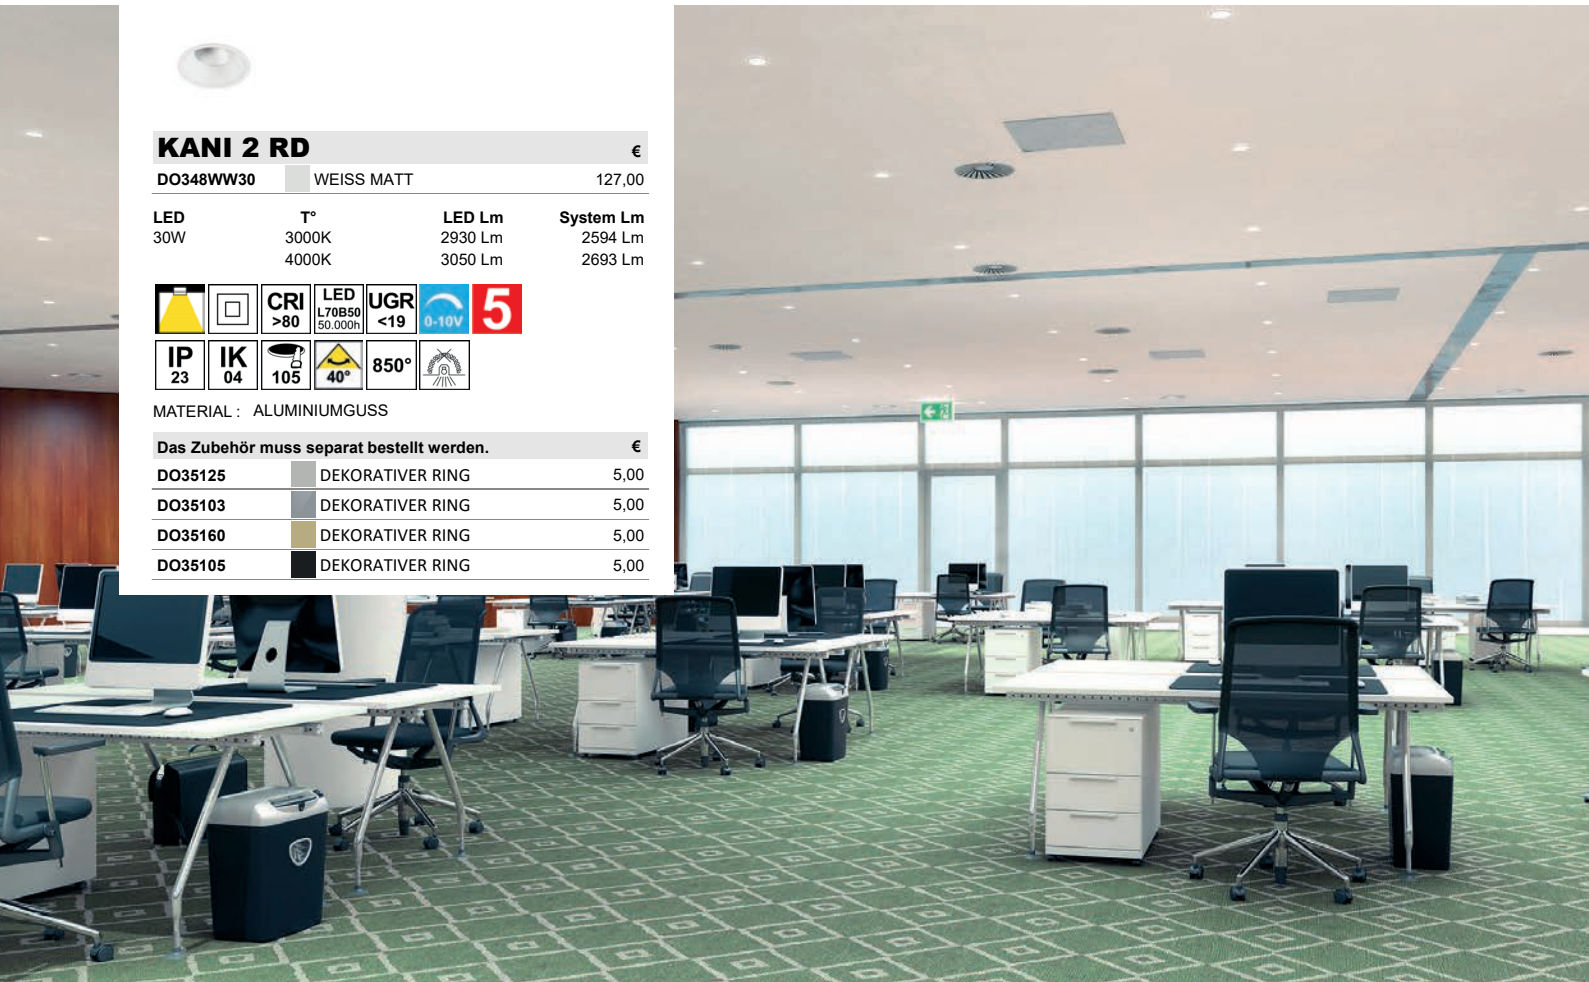 KANI 2 RD €
DO348WW30 WEISS MATT 127,00
LED T° LED Lm System Lm
30W 3000K 2930 Lm 2594 Lm
4000K 3050 Lm 2693 Lm
CRI >80 LED L70B50 50.000h UGR <19 0-10V 5
IP 23 IK 04 105 40° 850°
MATERIAL : ALUMINIUMGUSS
Das Zubehör muss separat bestellt werden. €
DO35125 DEKORATIVER RING 5,00
DO35103 DEKORATIVER RING 5,00
DO35160 DEKORATIVER RING 5,00
DO35105 DEKORATIVER RING 5,00